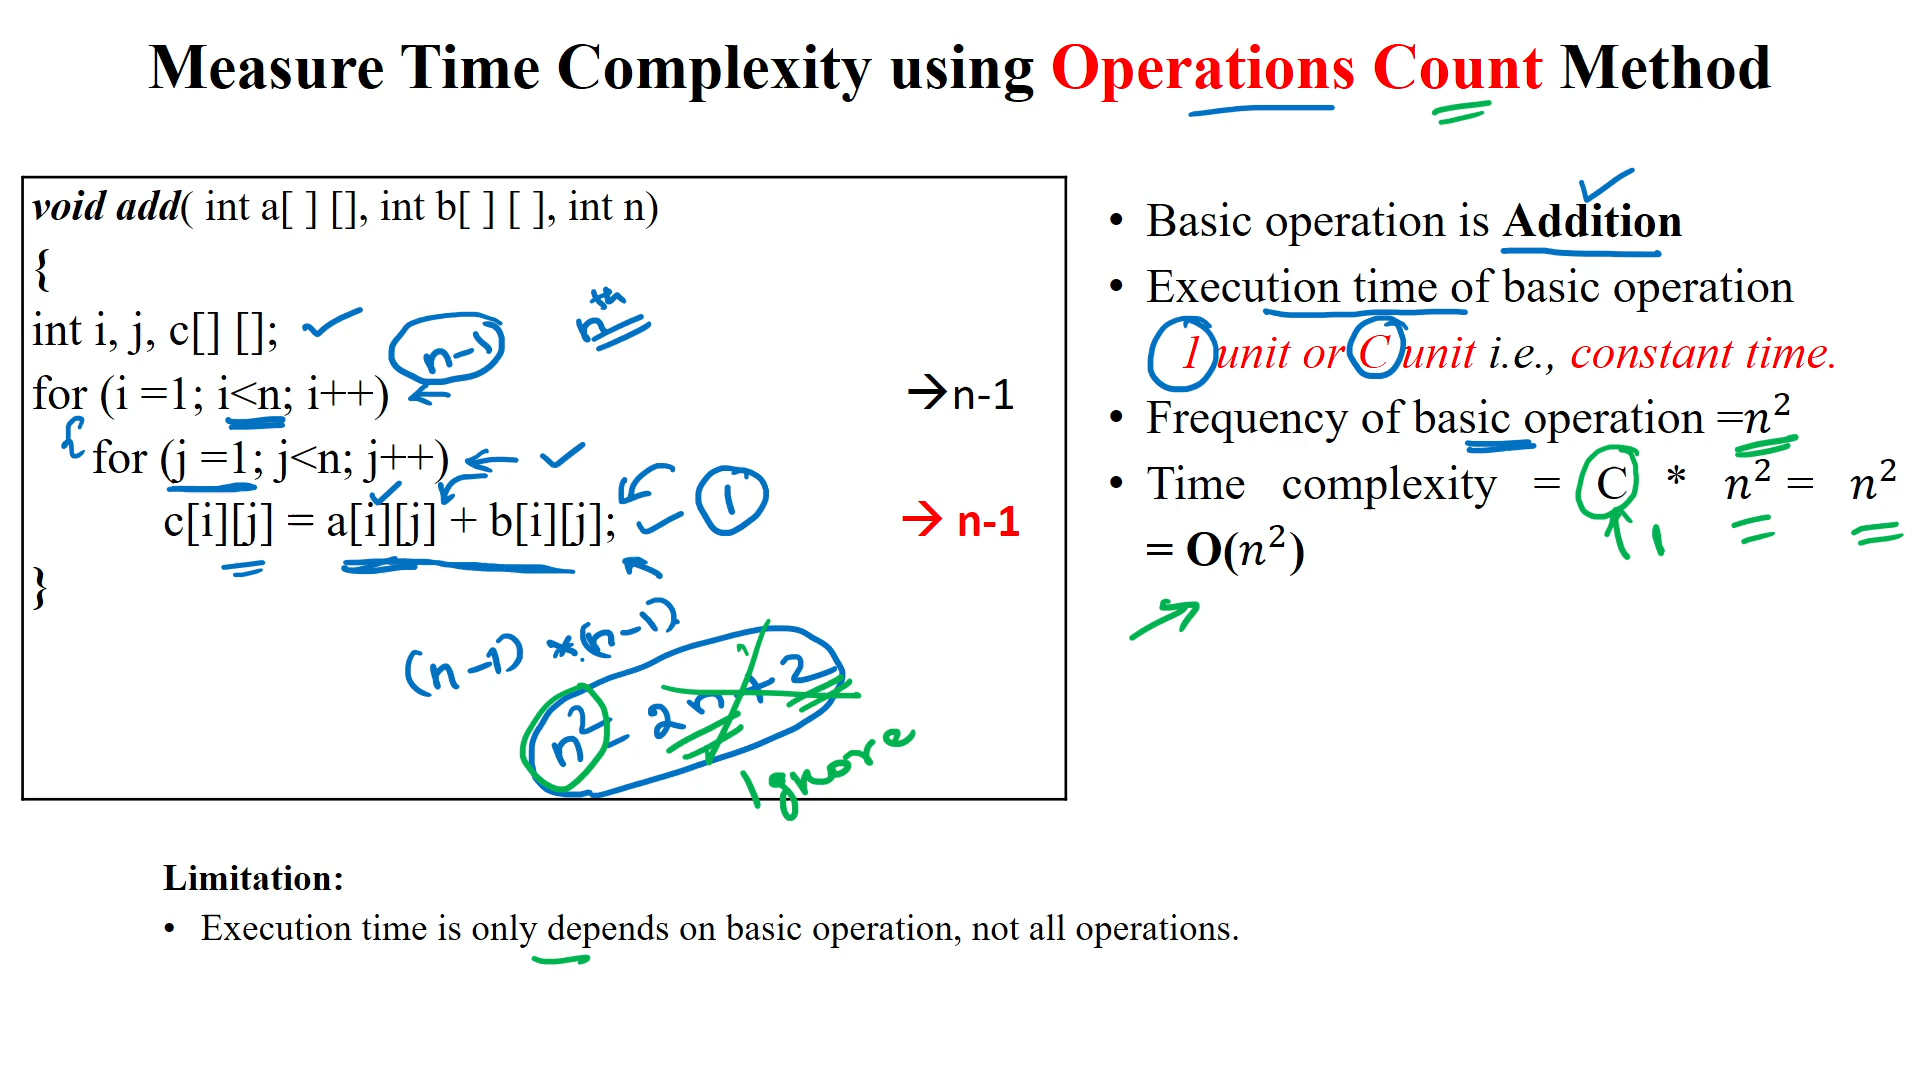 Measure Time Complexity using Operations Count Method
void add( int a[ ] [], int b[ ] [ ], int n)
{
int i, j, c[] [];
n-1
nth
for (i =1; i<n; i++)
→n-1
{
for (j =1; j<n; j++)
c[i][j] = a[i][j] + b[i][j];
1
→ n-1
}
(n-1) * (n-1)
n² - 2n + 2
Ignore
• Basic operation is Addition
• Execution time of basic operation
1 unit or C unit i.e., constant time.
• Frequency of basic operation =n²
• Time complexity = C * n² = n²
1
= O(n²)
Limitation:
• Execution time is only depends on basic operation, not all operations.